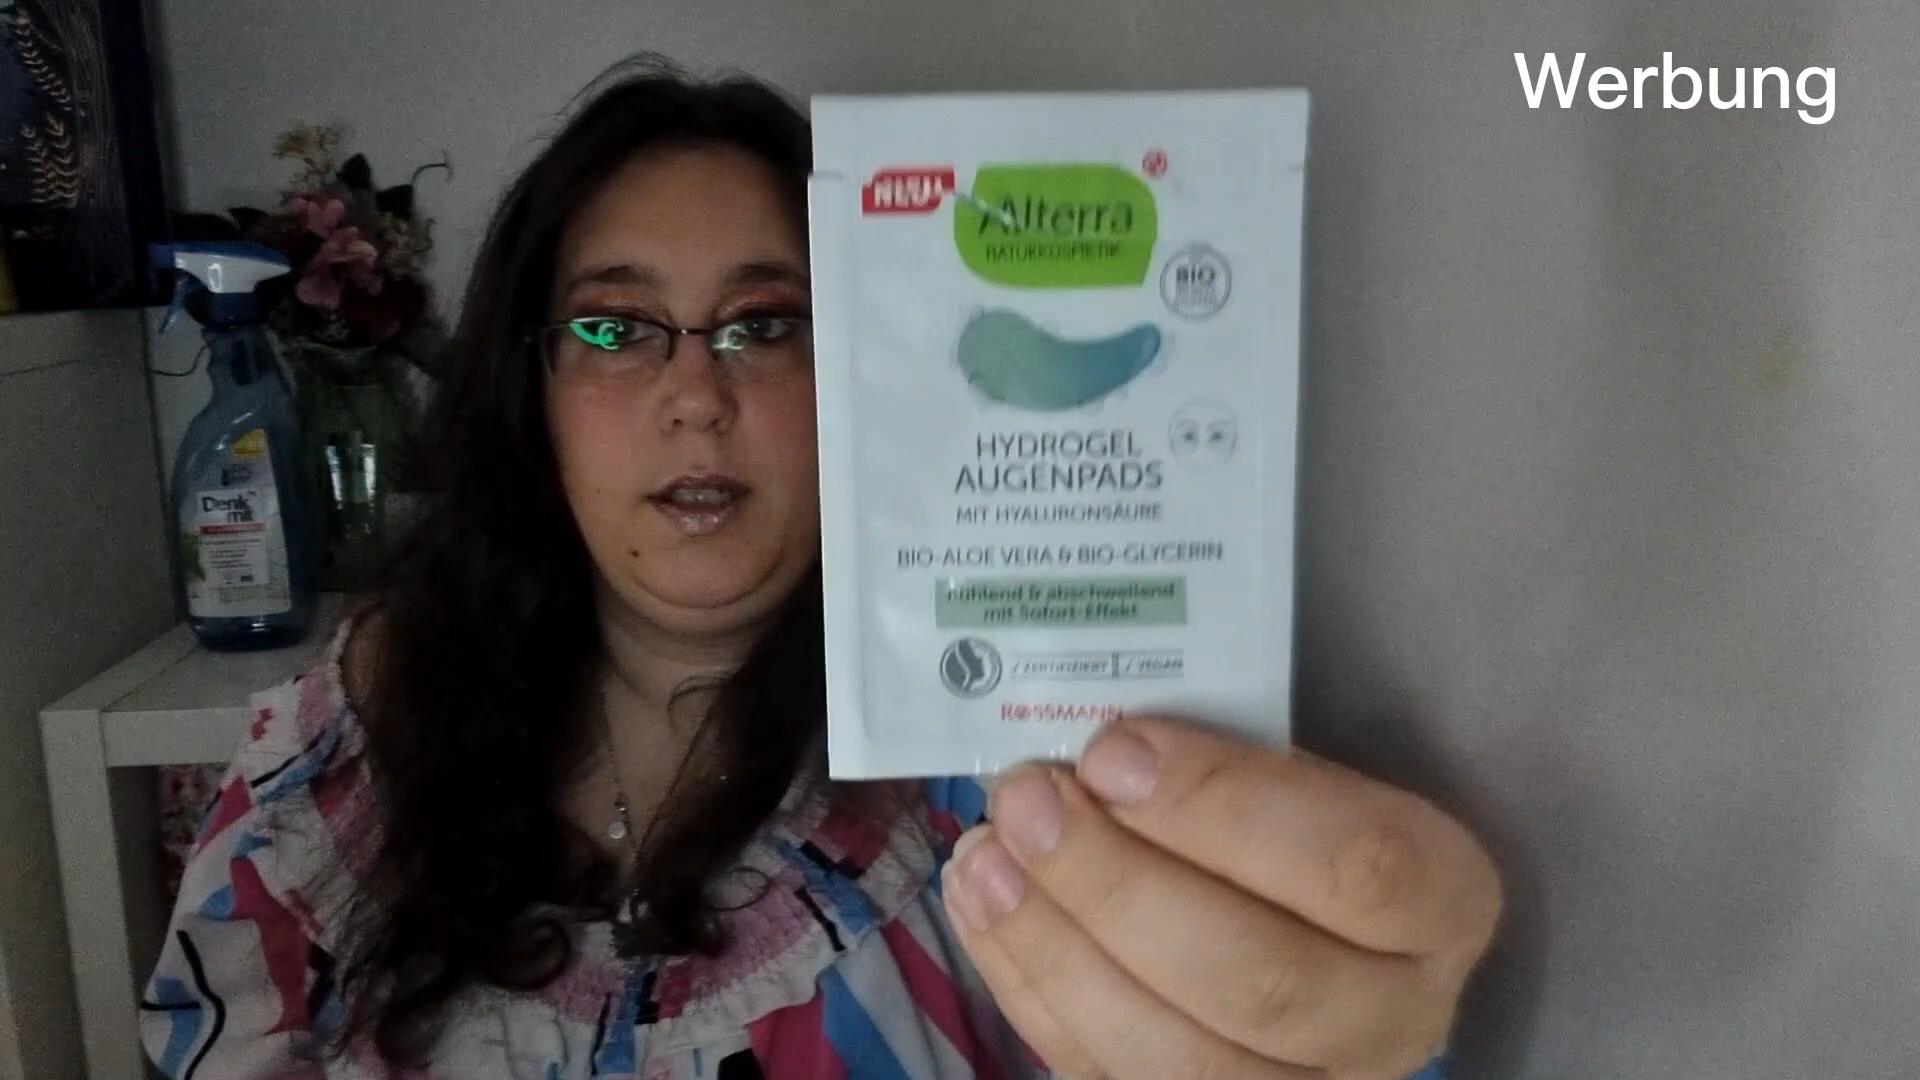 Werbung
NEU
Alterra
NATURKOSMETIK
BIO
HYDROGEL
AUGENPADS
MIT HYALURONSÄURE
BIO-ALOE VERA & BIO-GLYCERIN
kühlend & abschwellend
mit Sofort-Effekt
ZERTIFIZIERT / VEGAN
ROSSMANN
Denk
mit